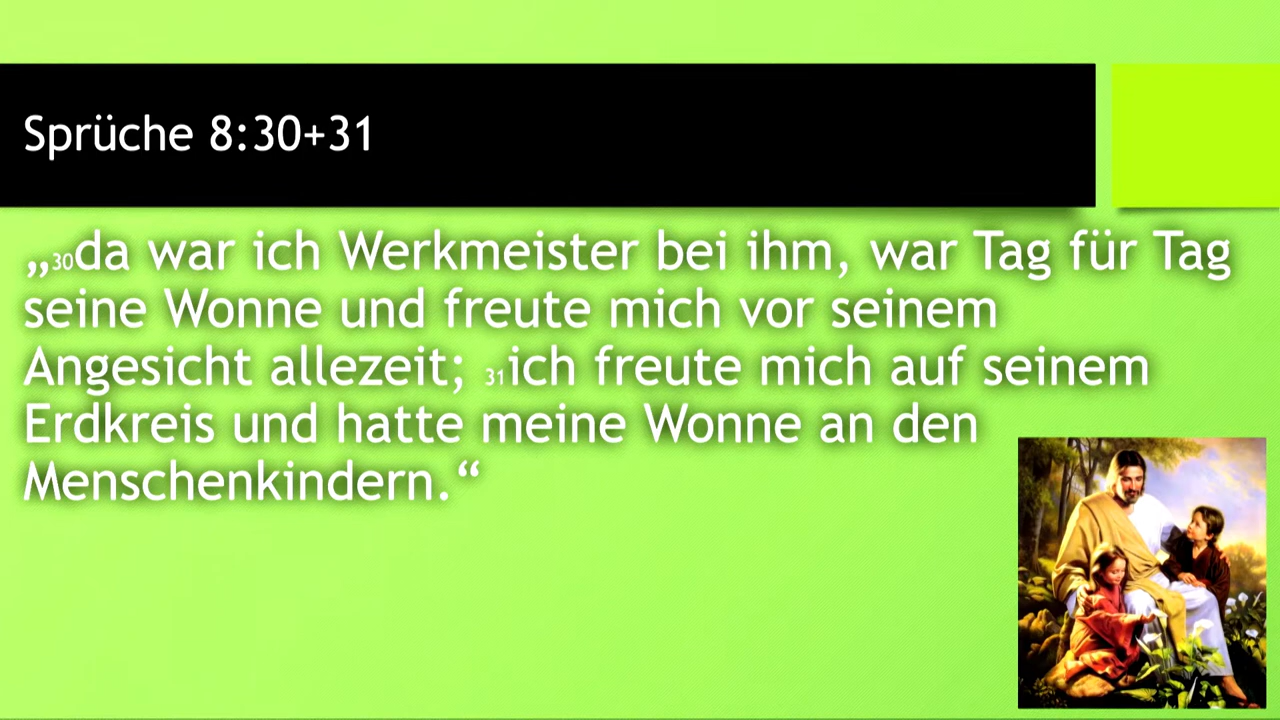 Sprüche 8:30+31
„30da war ich Werkmeister bei ihm, war Tag für Tag
seine Wonne und freute mich vor seinem
Angesicht allezeit; 31ich freute mich auf seinem
Erdkreis und hatte meine Wonne an den
Menschenkindern.“